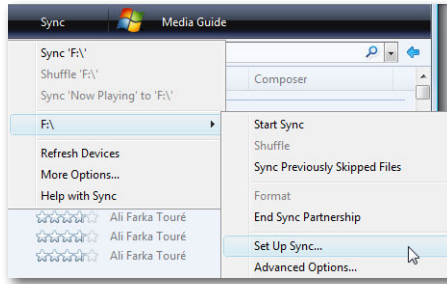 Sync Media Guide
Sync 'F:\'
Shuffle 'F:\'
Sync 'Now Playing' to 'F:\'
Composer
F:\
Refresh Devices
More Options...
Help with Sync
Start Sync
Shuffle
Sync Previously Skipped Files
Format
End Sync Partnership
Set Up Sync...
Advanced Options...
Ali Farka Touré
Ali Farka Touré
Ali Farka Touré